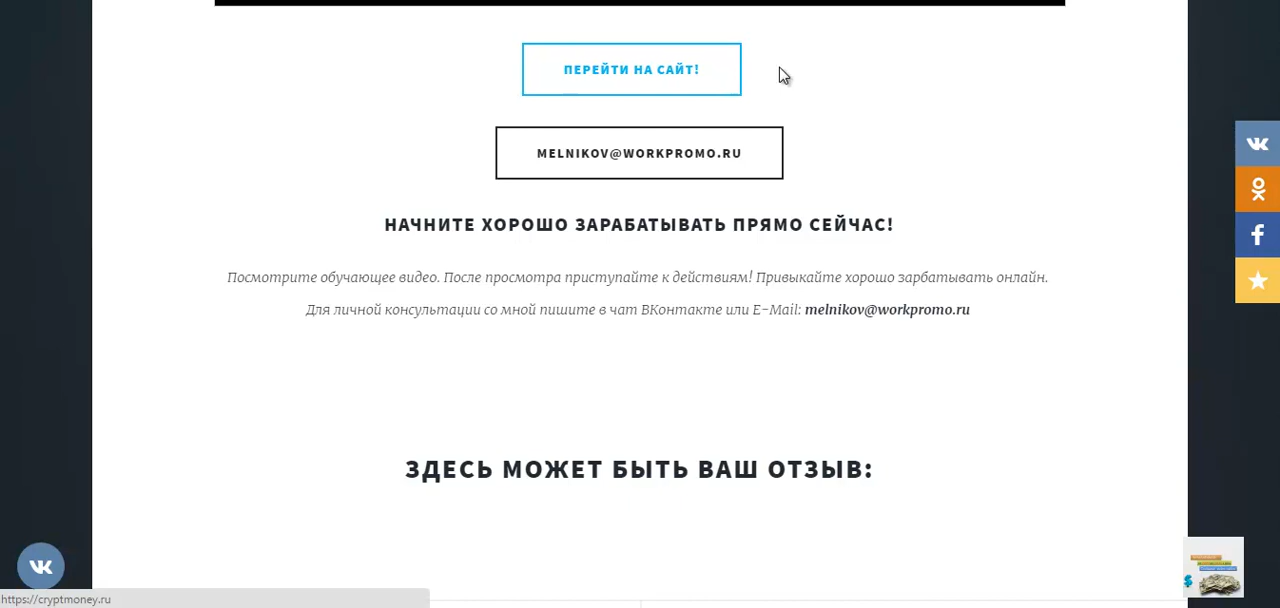 ПЕРЕЙТИ НА САЙТ!
MELNIKOV@WORKPROMO.RU
НАЧНИТЕ ХОРОШО ЗАРАБАТЫВАТЬ ПРЯМО СЕЙЧАС!
Посмотрите обучающее видео. После просмотра приступайте к действиям! Привыкайте хорошо зарбатывать онлайн.
Для личной консультации со мной пишите в чат ВКонтакте или E-Mail: melnikov@workpromo.ru
ЗДЕСЬ МОЖЕТ БЫТЬ ВАШ ОТЗЫВ:
https://cryptmoney.ru